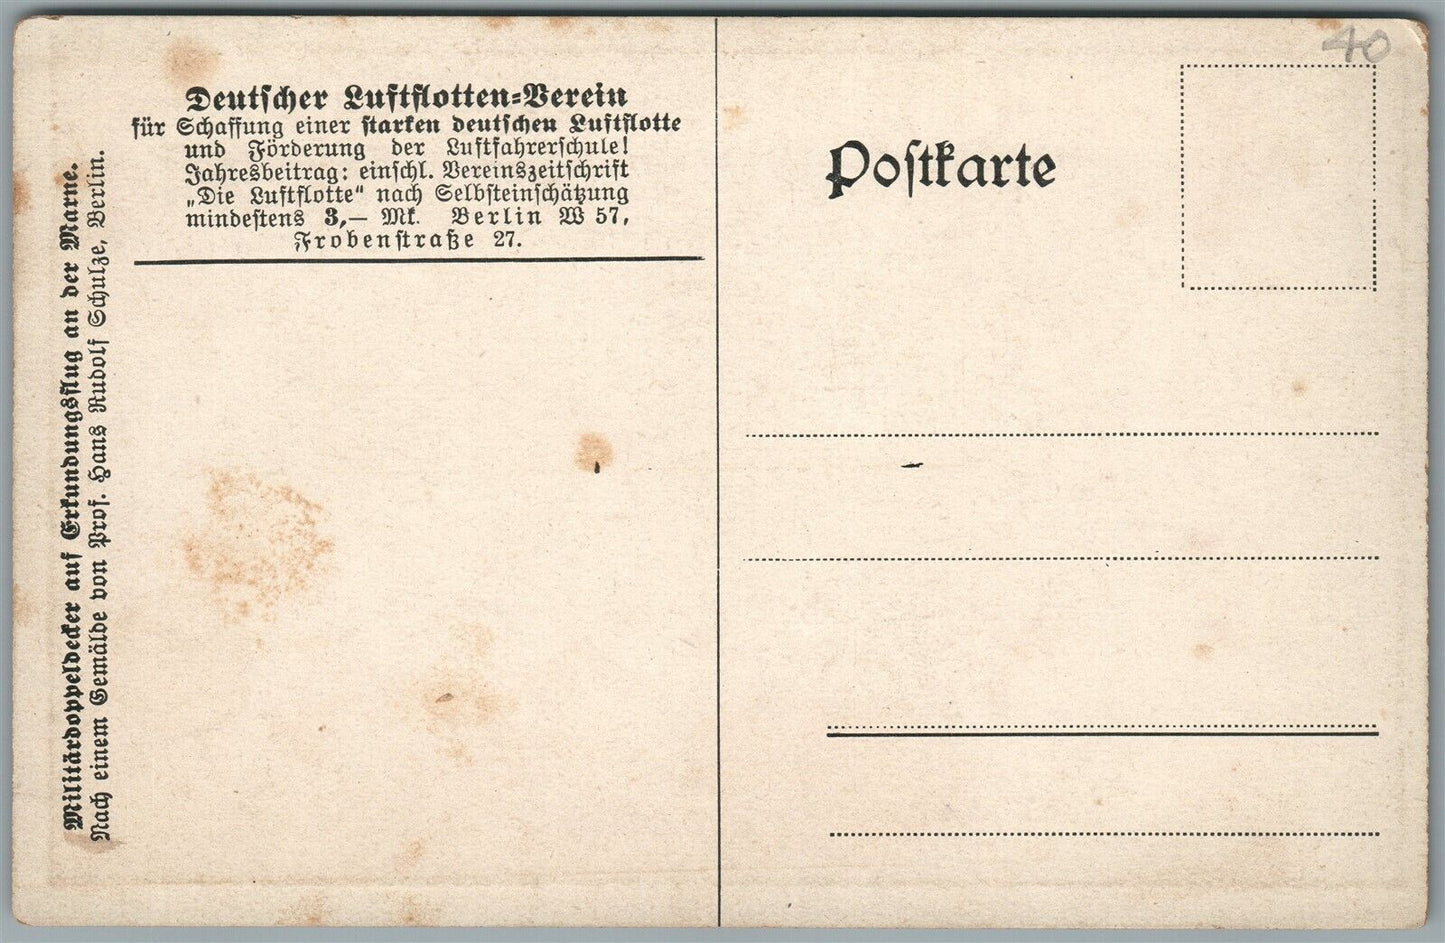 Deutscher Luftflotten-Verein
für Schaffung einer starken deutschen Luftflotte
und Förderung der Luftfahrerschule!
Jahresbeitrag: einschl. Vereinszeitschrift
„Die Luftflotte“ nach Selbsteinschätzung
mindestens 3,— Mk. Berlin W 57,
Frobenstraße 27.
Militärdoppeldecker auf Erkundungsflug an der Marne.
Nach einem Gemälde von Prof. Hans Rudolf Schulze, Berlin.
Postkarte
40